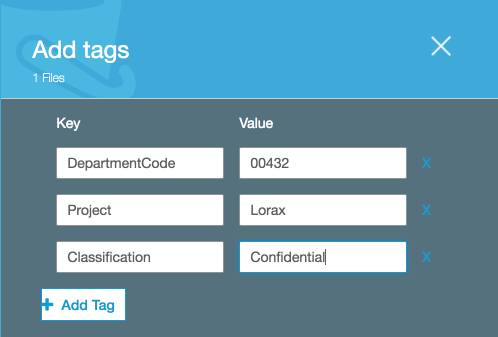 Add tags
1 Files
Key Value
DepartmentCode 00432 X
Project Lorax X
Classification Confidential X
+ Add Tag